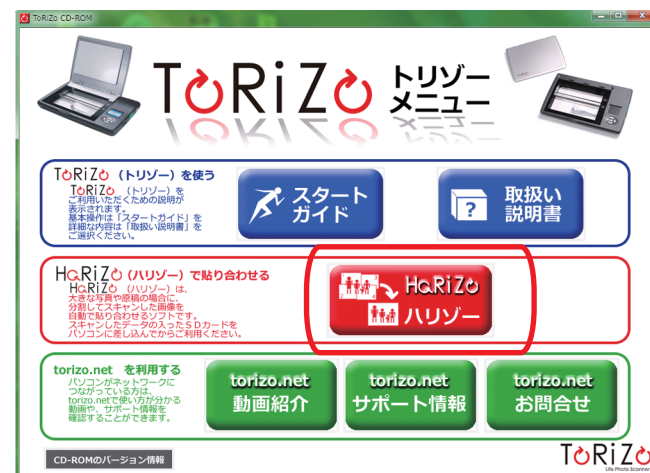 ToRiZo CD-ROM
ToRiZo トリゾー
メニュー
ToRiZo （トリゾー）を使う
ToRiZo （トリゾー）を
ご利用いただくための説明が
表示されます。
基本操作は「スタートガイド」を
詳細な内容は「取扱い説明書」を
ご選択ください。
スタート
ガイド
?
取扱い
説明書
HaRiZo（ハリゾー）で貼り合わせる
HaRiZo （ハリゾー）は、
大きな写真や原稿の場合に、
分割してスキャンした画像を
自動で貼り合わせるソフトです。
スキャンしたデータの入ったＳＤカードを
パソコンに差し込んでからご利用ください。
HaRiZo
ハリゾー
torizo.net を利用する
パソコンがネットワークに
つながっている方は、
torizo.netで使い方が分かる
動画や、サポート情報を
確認することができます。
torizo.net
動画紹介
torizo.net
サポート情報
torizo.net
お問合せ
CD-ROMのバージョン情報
ToRiZo
Life Photo Scanner